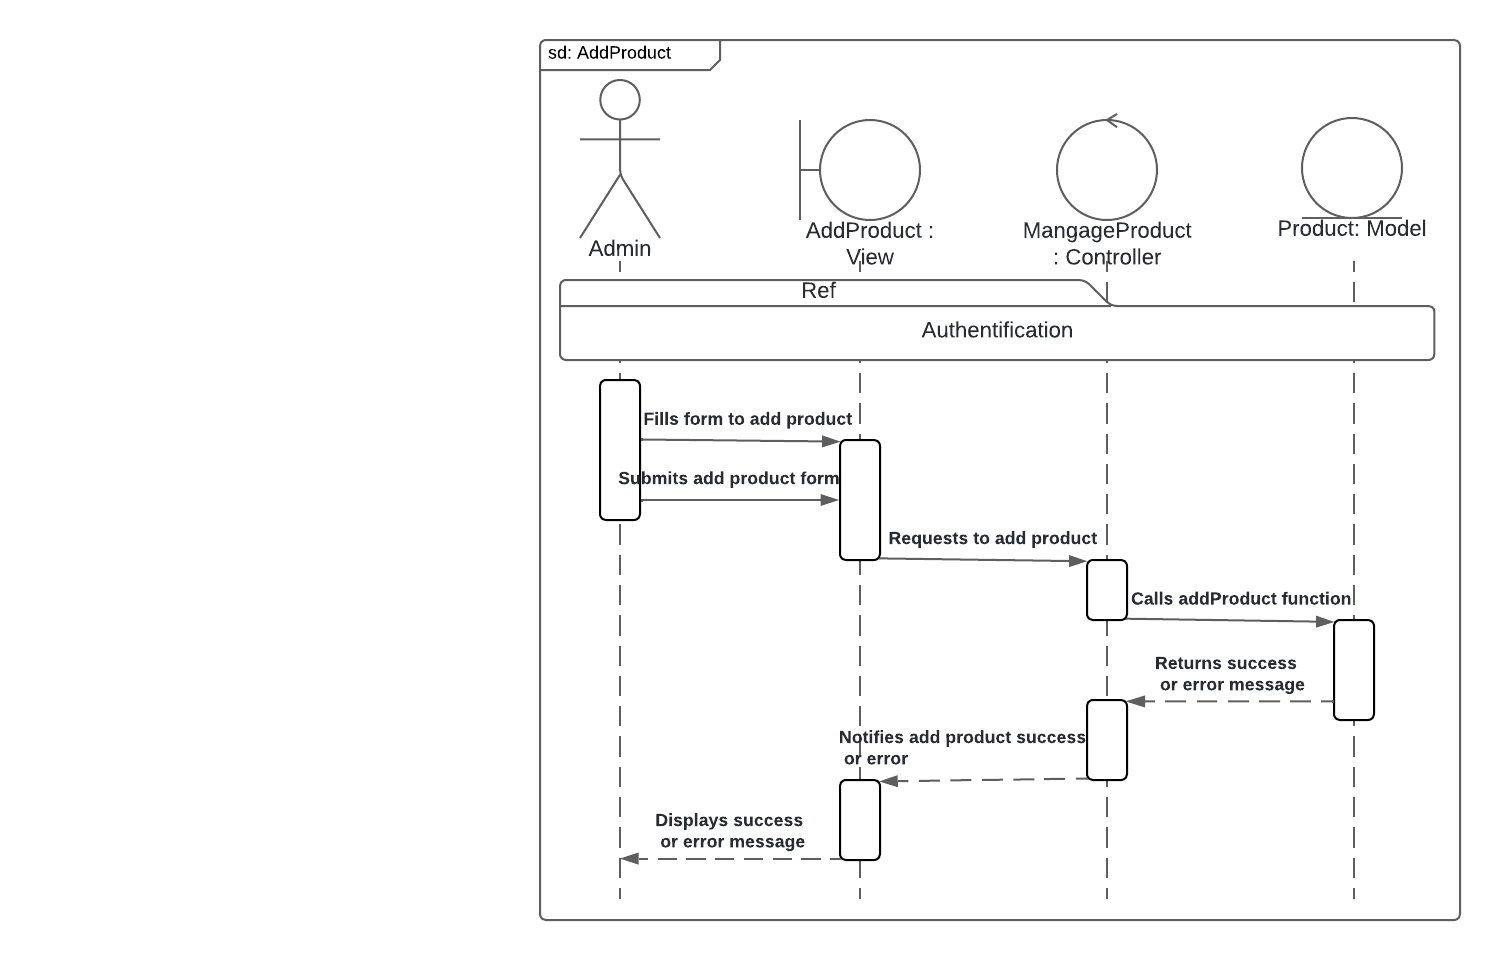 sd: AddProduct
Admin
AddProduct :
View
MangageProduct
: Controller
Product: Model
Ref
Authentification
Fills form to add product
Submits add product form
Requests to add product
Calls addProduct function
Returns success
or error message
Notifies add product success
or error
Displays success
or error message